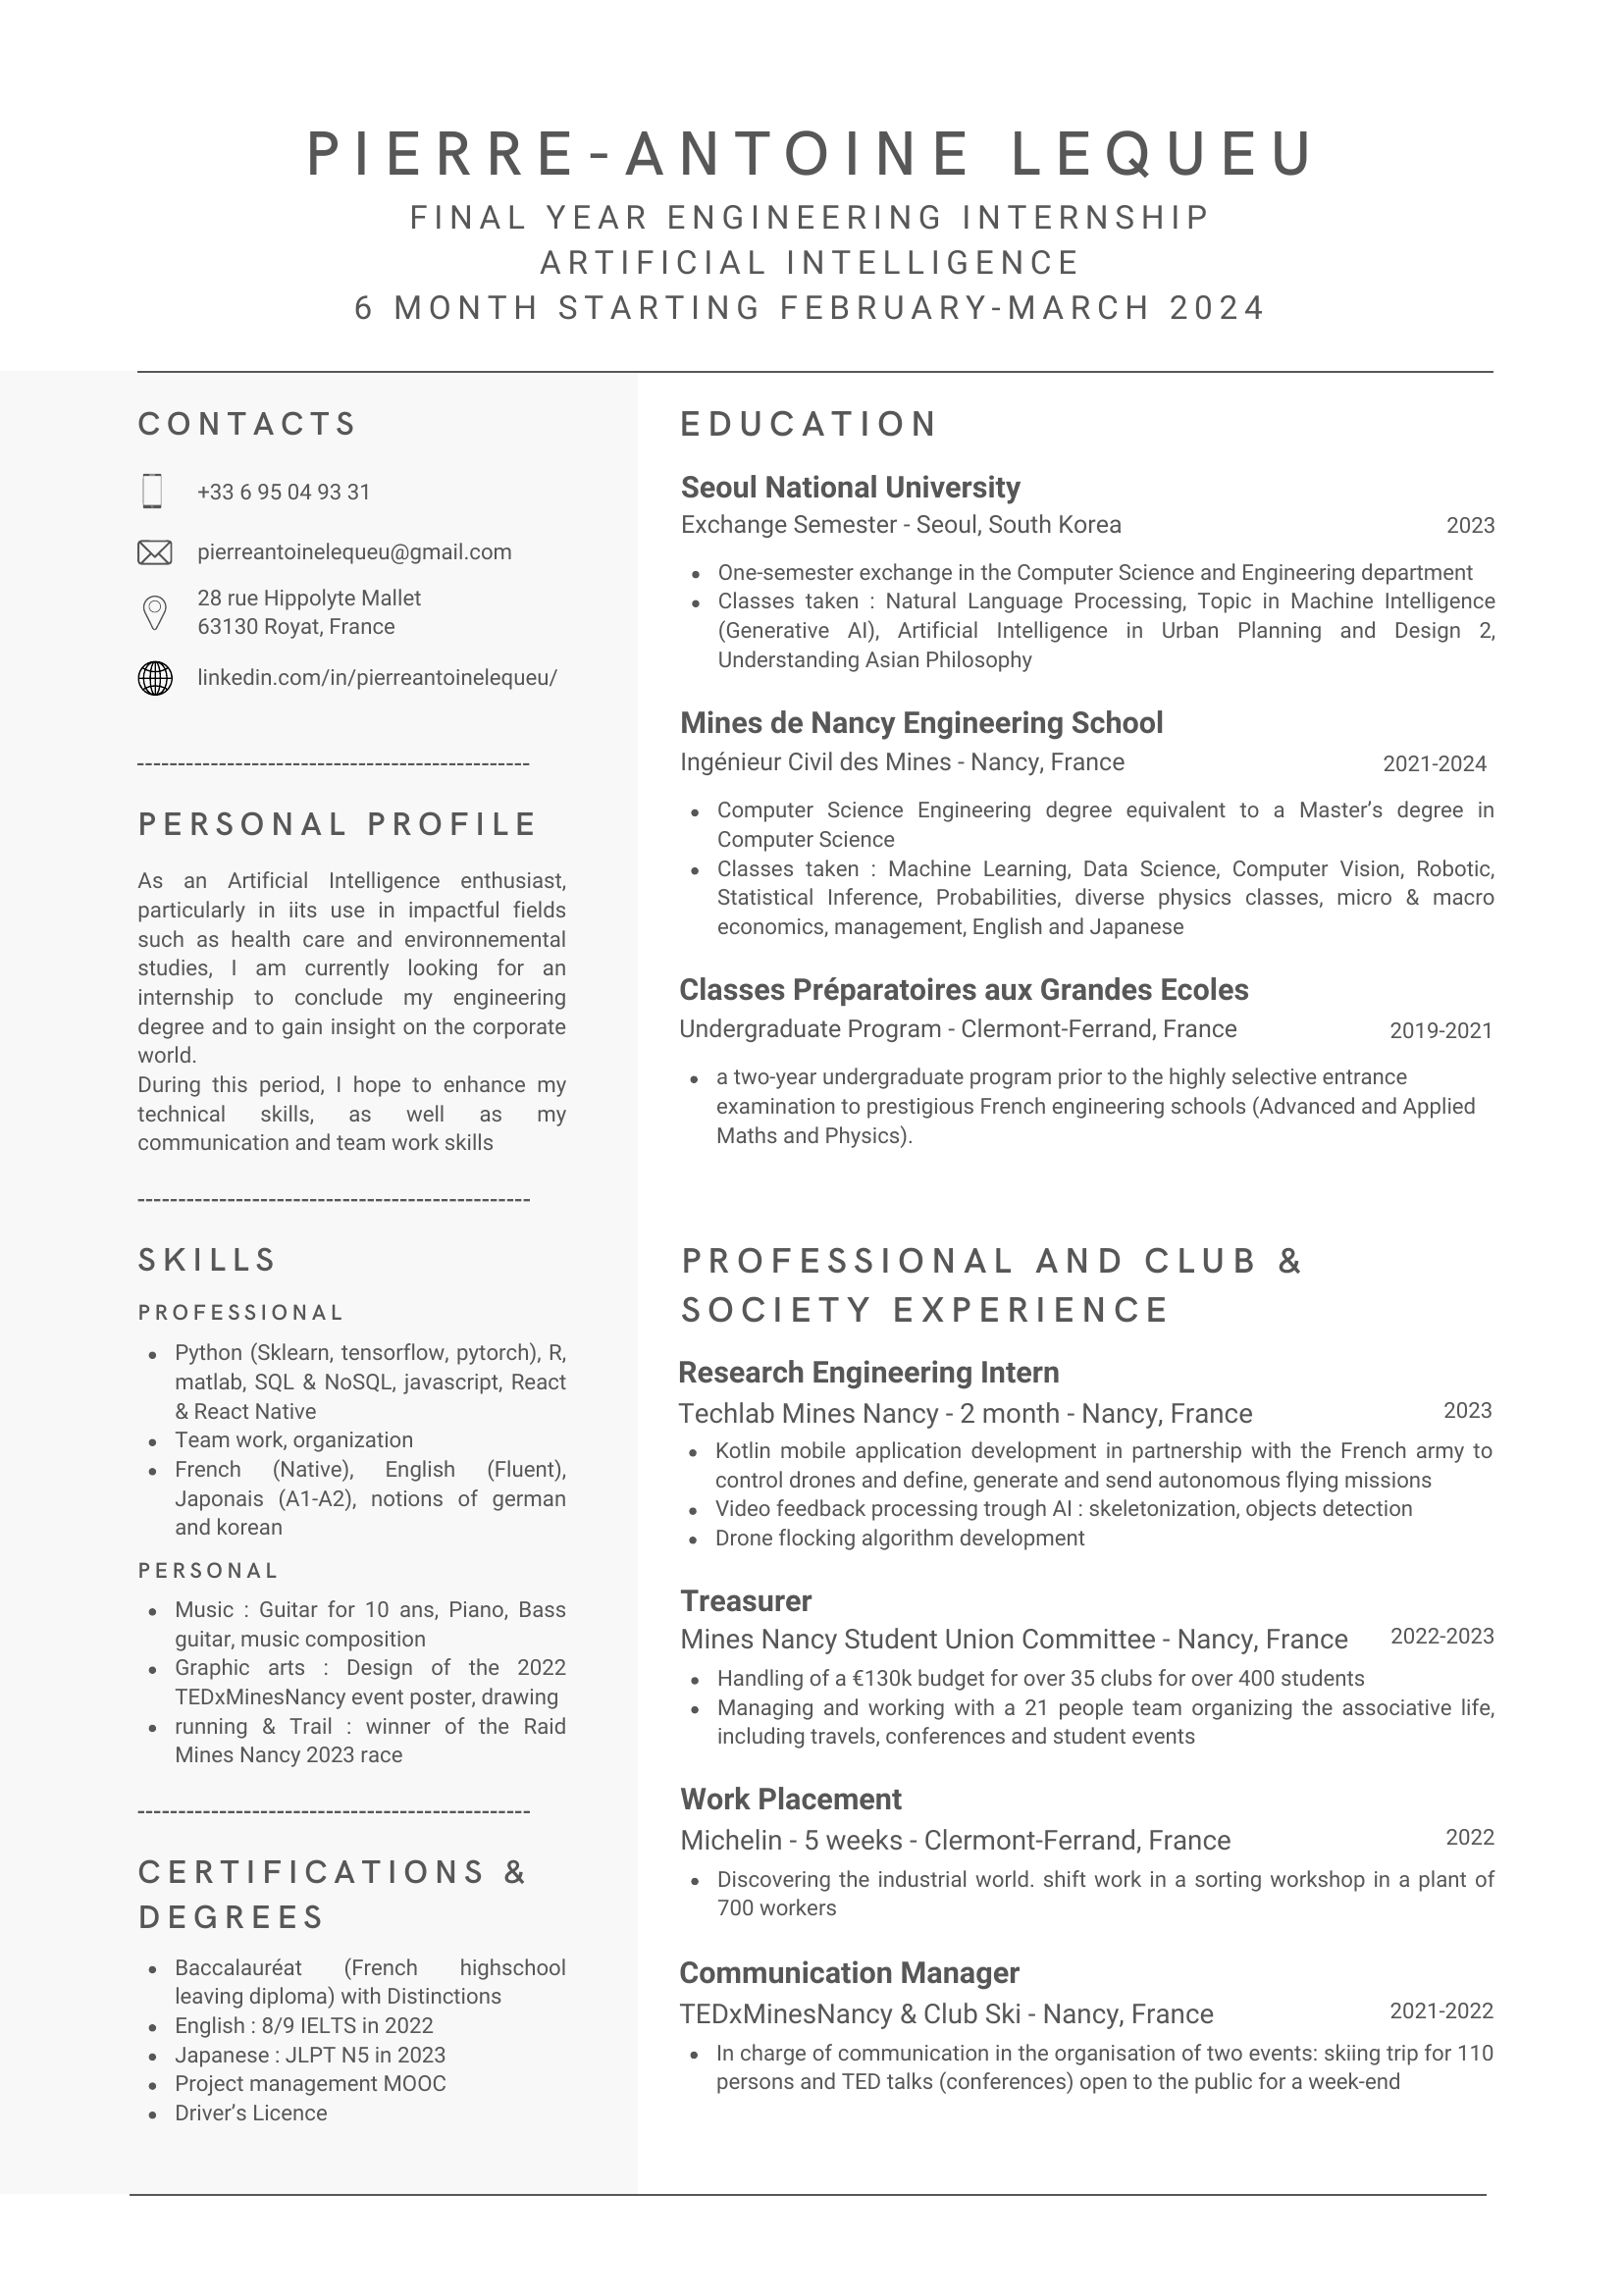 PIERRE-ANTOINE LEQUEU
FINAL YEAR ENGINEERING INTERNSHIP
ARTIFICIAL INTELLIGENCE
6 MONTH STARTING FEBRUARY-MARCH 2024
CONTACTS
+33 6 95 04 93 31
pierreantoinelequeu@gmail.com
28 rue Hippolyte Mallet
63130 Royat, France
linkedin.com/in/pierreantoinelequeu/
------------------------------------------------
PERSONAL PROFILE
As an Artificial Intelligence enthusiast,
particularly in iits use in impactful fields
such as health care and environnemental
studies, I am currently looking for an
internship to conclude my engineering
degree and to gain insight on the corporate
world.
During this period, I hope to enhance my
technical skills, as well as my
communication and team work skills
------------------------------------------------
SKILLS
PROFESSIONAL
• Python (Sklearn, tensorflow, pytorch), R,
matlab, SQL & NoSQL, javascript, React
& React Native
• Team work, organization
• French (Native), English (Fluent),
Japonais (A1-A2), notions of german
and korean
PERSONAL
• Music : Guitar for 10 ans, Piano, Bass
guitar, music composition
• Graphic arts : Design of the 2022
TEDxMinesNancy event poster, drawing
• running & Trail : winner of the Raid
Mines Nancy 2023 race
------------------------------------------------
CERTIFICATIONS &
DEGREES
• Baccalauréat (French highschool
leaving diploma) with Distinctions
• English : 8/9 IELTS in 2022
• Japanese : JLPT N5 in 2023
• Project management MOOC
• Driver’s Licence
EDUCATION
Seoul National University
Exchange Semester - Seoul, South Korea 2023
• One-semester exchange in the Computer Science and Engineering department
• Classes taken : Natural Language Processing, Topic in Machine Intelligence
(Generative AI), Artificial Intelligence in Urban Planning and Design 2,
Understanding Asian Philosophy
Mines de Nancy Engineering School
Ingénieur Civil des Mines - Nancy, France 2021-2024
• Computer Science Engineering degree equivalent to a Master’s degree in
Computer Science
• Classes taken : Machine Learning, Data Science, Computer Vision, Robotic,
Statistical Inference, Probabilities, diverse physics classes, micro & macro
economics, management, English and Japanese
Classes Préparatoires aux Grandes Ecoles
Undergraduate Program - Clermont-Ferrand, France 2019-2021
• a two-year undergraduate program prior to the highly selective entrance
examination to prestigious French engineering schools (Advanced and Applied
Maths and Physics).
PROFESSIONAL AND CLUB &
SOCIETY EXPERIENCE
Research Engineering Intern
Techlab Mines Nancy - 2 month - Nancy, France 2023
• Kotlin mobile application development in partnership with the French army to
control drones and define, generate and send autonomous flying missions
• Video feedback processing trough AI : skeletonization, objects detection
• Drone flocking algorithm development
Treasurer
Mines Nancy Student Union Committee - Nancy, France 2022-2023
• Handling of a €130k budget for over 35 clubs for over 400 students
• Managing and working with a 21 people team organizing the associative life,
including travels, conferences and student events
Work Placement
Michelin - 5 weeks - Clermont-Ferrand, France 2022
• Discovering the industrial world. shift work in a sorting workshop in a plant of
700 workers
Communication Manager
TEDxMinesNancy & Club Ski - Nancy, France 2021-2022
• In charge of communication in the organisation of two events: skiing trip for 110
persons and TED talks (conferences) open to the public for a week-end